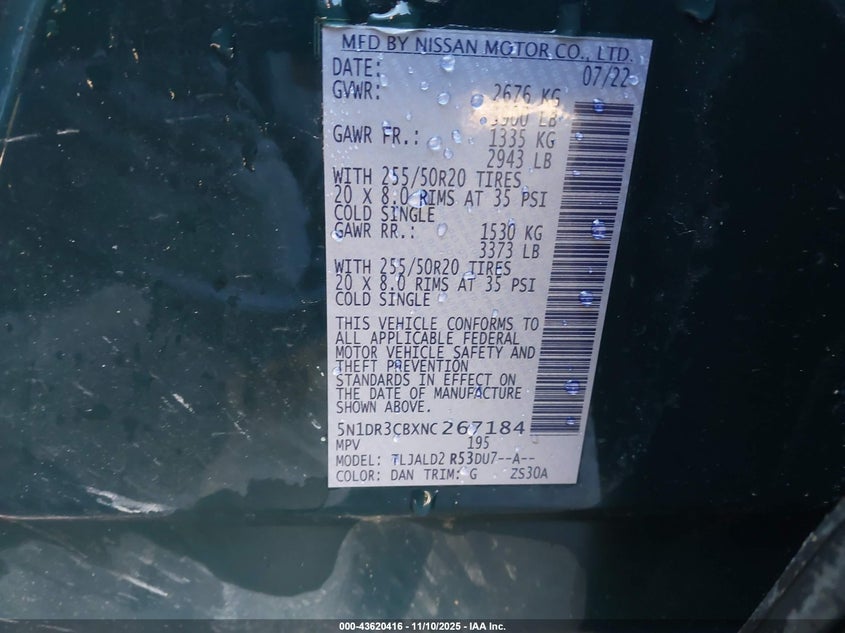 MFD BY NISSAN MOTOR CO., LTD.
DATE: 07/22
GVWR: 2676 KG
5900 LB
GAWR FR.: 1335 KG
2943 LB
WITH 255/50R20 TIRES
20 X 8.0 RIMS AT 35 PSI
COLD SINGLE
GAWR RR.: 1530 KG
3373 LB
WITH 255/50R20 TIRES
20 X 8.0 RIMS AT 35 PSI
COLD SINGLE
THIS VEHICLE CONFORMS TO
ALL APPLICABLE FEDERAL
MOTOR VEHICLE SAFETY AND
THEFT PREVENTION
STANDARDS IN EFFECT ON
THE DATE OF MANUFACTURE
SHOWN ABOVE.
5N1DR3CBXNC267184
MPV 195
MODEL: TLJALD2 R53DU7--A--
COLOR: DAN TRIM: G ZS30A
000-43620416 - 11/10/2025 - IAA Inc.